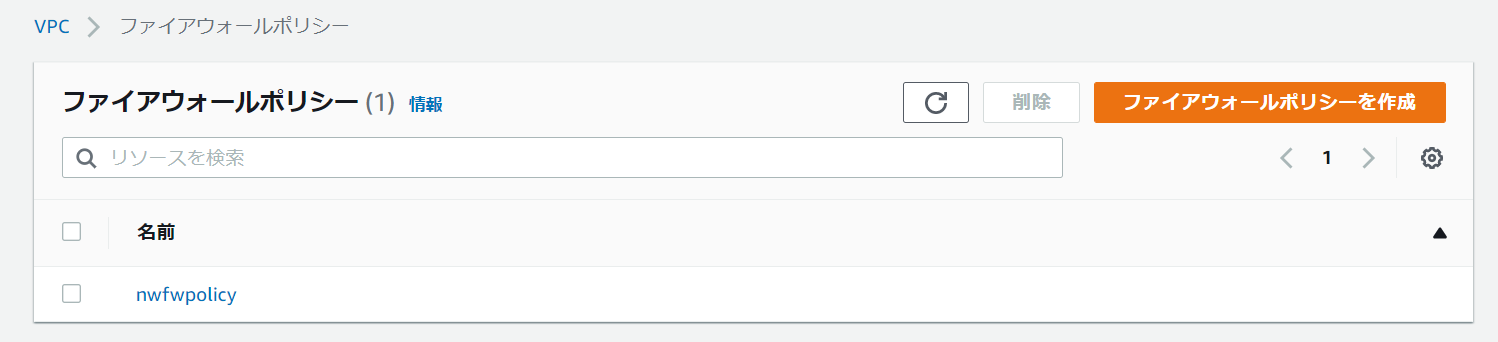 VPC ファイアウォールポリシー
ファイアウォールポリシー (1) 情報 削除 ファイアウォールポリシーを作成
リソースを検索 1
名前
nwfwpolicy